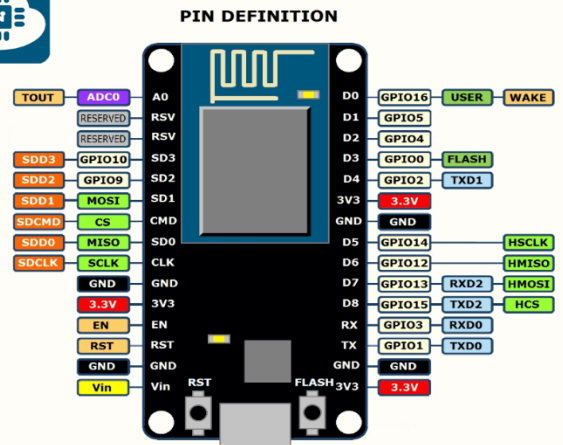 PIN DEFINITION
TOUT ADC0 A0 D0 GPIO16 USER WAKE
RESERVED RSV D1 GPIO5
RESERVED RSV D2 GPIO4
SDD3 GPIO10 SD3 D3 GPIO0 FLASH
SDD2 GPIO9 SD2 D4 GPIO2 TXD1
SDD1 MOSI SD1 3V3 3.3V
SDCMD CS CMD GND GND
SDD0 MISO SD0 D5 GPIO14 HSCLK
SDCLK SCLK CLK D6 GPIO12 HMISO
GND GND D7 GPIO13 RXD2 HMOSI
3.3V 3V3 D8 GPIO15 TXD2 HCS
EN EN RX GPIO3 RXD0
RST RST TX GPIO1 TXD0
GND GND GND GND
Vin Vin RST FLASH 3V3 3.3V